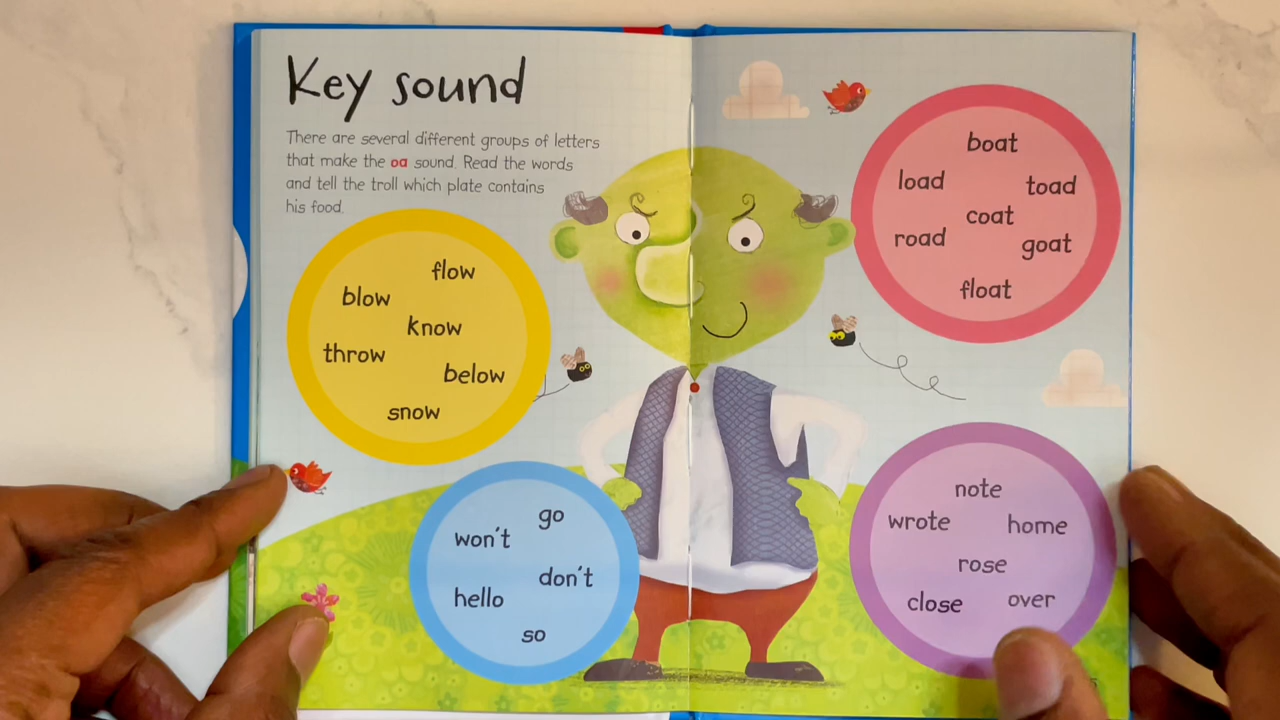 Key sound
There are several different groups of letters
that make the oa sound. Read the words
and tell the troll which plate contains
his food.
flow
blow
know
throw
below
snow
go
won't
don't
hello
so
boat
load
toad
coat
road
goat
float
note
wrote
home
rose
close
over